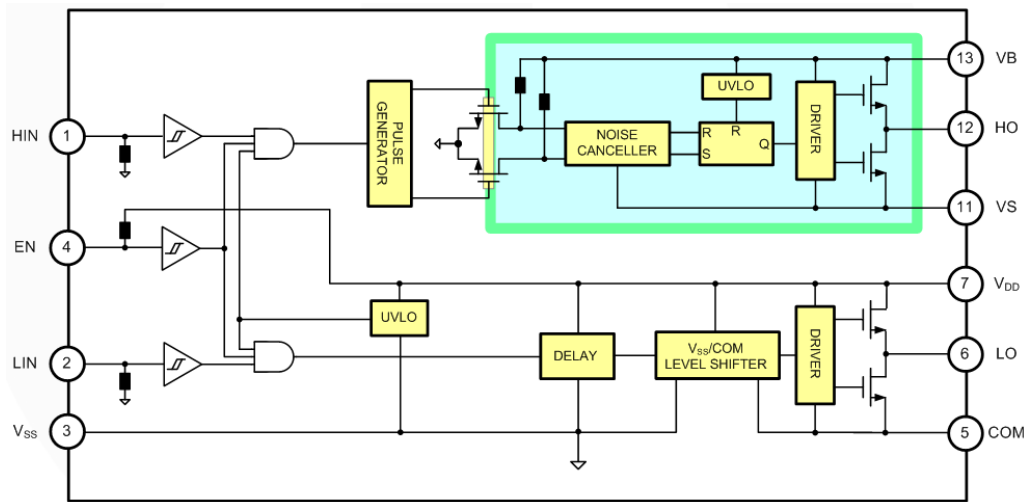 13 VB
UVLO
HIN 1
PULSE
GENERATOR
NOISE
CANCELLER
R
S
R
Q
DRIVER
12 HO
11 VS
EN 4
7 VDD
UVLO
LIN 2
DELAY
VSS/COM
LEVEL SHIFTER
DRIVER
6 LO
VSS 3
5 COM